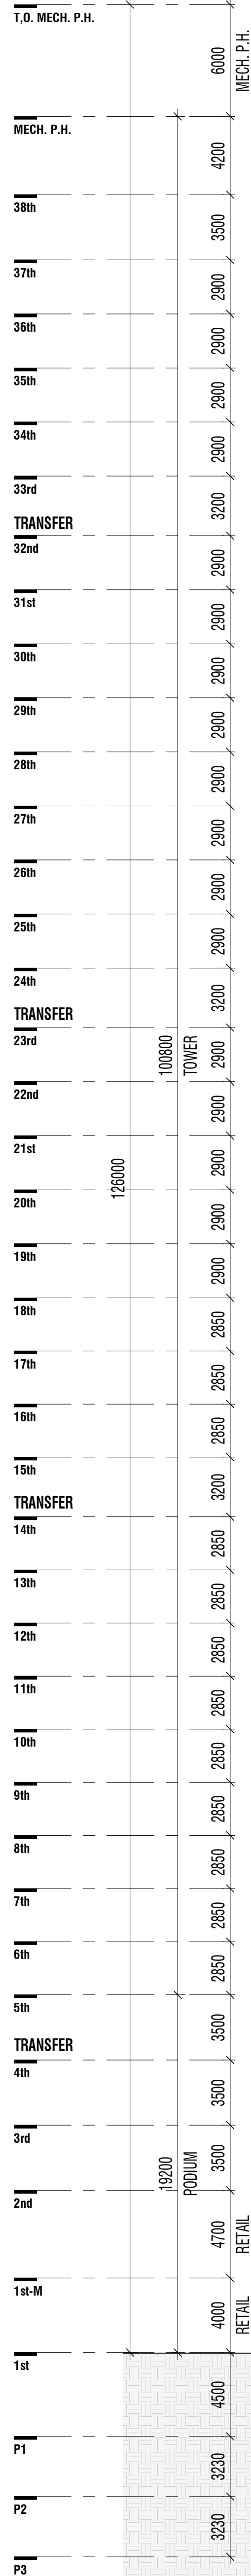 T,O. MECH. P.H.
6000
MECH. P.H.
MECH. P.H.
4200
38th
3500
37th
2900
36th
2900
35th
2900
34th
2900
33rd
3200
TRANSFER
32nd
2900
31st
2900
30th
2900
29th
2900
28th
2900
27th
2900
26th
2900
25th
2900
24th
3200
TRANSFER
23rd
2900
100800
TOWER
22nd
2900
21st
2900
126000
20th
2900
19th
2900
18th
2850
17th
2850
16th
2850
15th
3200
TRANSFER
14th
2850
13th
2850
12th
2850
11th
2850
10th
2850
9th
2850
8th
2850
7th
2850
6th
2850
5th
3500
TRANSFER
4th
3500
3rd
3500
19200
PODIUM
2nd
4700
RETAIL
1st-M
4000
RETAIL
1st
4500
P1
3230
P2
3230
P3